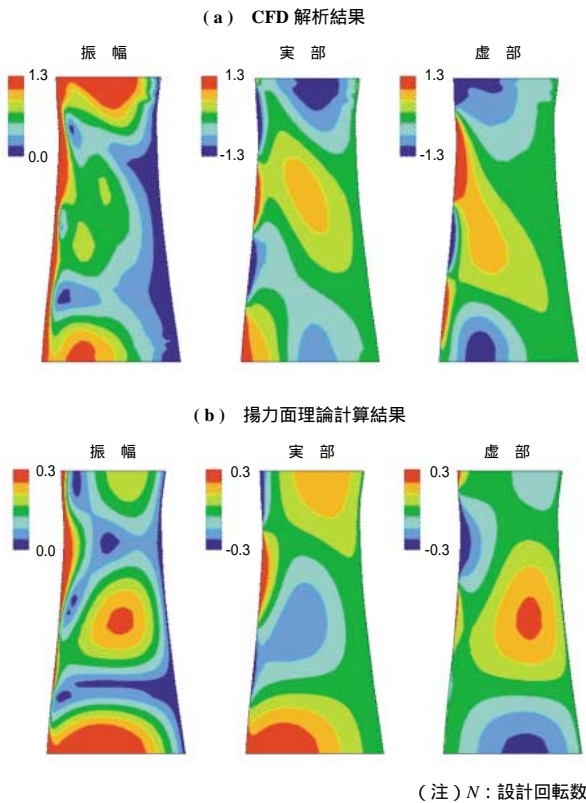 ( a ) CFD 解析結果
振 幅
実 部
虚 部
1.3
0.0
1.3
-1.3
1.3
-1.3
( b ) 揚力面理論計算結果
振 幅
実 部
虚 部
0.3
0.0
0.3
-0.3
0.3
-0.3
( 注 ) N : 設計回転数